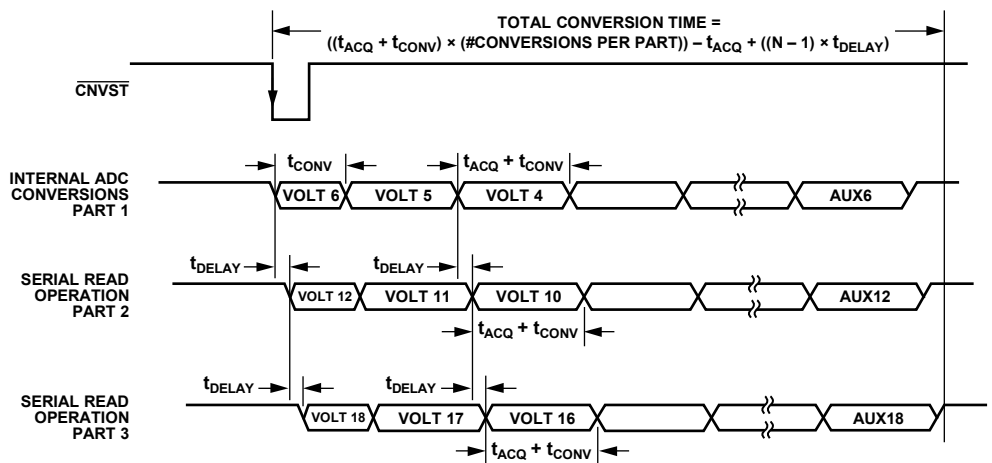 TOTAL CONVERSION TIME =
((tACQ + tCONV) × (#CONVERSIONS PER PART)) – tACQ + ((N – 1) × tDELAY)
CNVST
tCONV
tACQ + tCONV
INTERNAL ADC
CONVERSIONS
PART 1
VOLT 6
VOLT 5
VOLT 4
AUX6
tDELAY
tDELAY
SERIAL READ
OPERATION
PART 2
VOLT 12
VOLT 11
VOLT 10
AUX12
tACQ + tCONV
tDELAY
tDELAY
SERIAL READ
OPERATION
PART 3
VOLT 18
VOLT 17
VOLT 16
AUX18
tACQ + tCONV